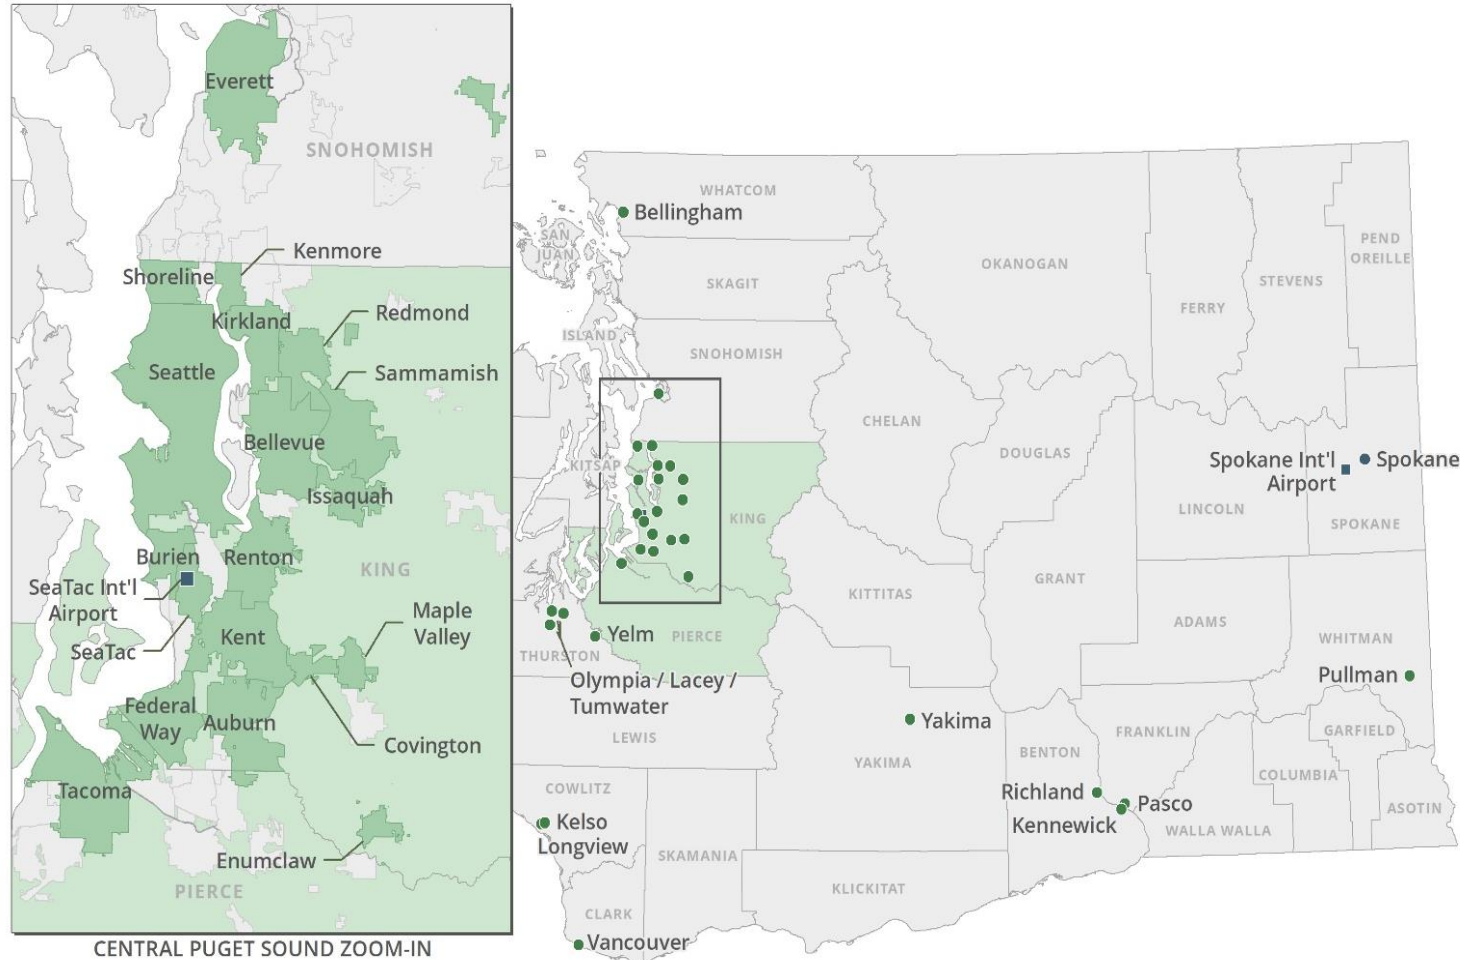 Everett
SNOHOMISH
Kenmore
Shoreline
Redmond
Kirkland
Seattle
Sammamish
Bellevue
Issaquah
Burien
Renton
KING
SeaTac Int'l
Airport
Maple
Valley
Kent
SeaTac
Federal
Way
Auburn
Covington
Tacoma
Enumclaw
PIERCE
CENTRAL PUGET SOUND ZOOM-IN
WHATCOM
Bellingham
SAN
JUAN
SKAGIT
ISLAND
SNOHOMISH
OKANOGAN
FERRY
STEVENS
PEND
OREILLE
CHELAN
DOUGLAS
KITSAP
KING
Spokane Int'l
Airport
Spokane
LINCOLN
SPOKANE
GRANT
KITTITAS
ADAMS
WHITMAN
Yelm
PIERCE
THURSTON
Olympia / Lacey /
Tumwater
Pullman
LEWIS
Yakima
YAKIMA
BENTON
FRANKLIN
GARFIELD
COLUMBIA
ASOTIN
COWLITZ
Richland
Pasco
Kennewick
WALLA WALLA
Kelso
Longview
SKAMANIA
KLICKITAT
CLARK
Vancouver